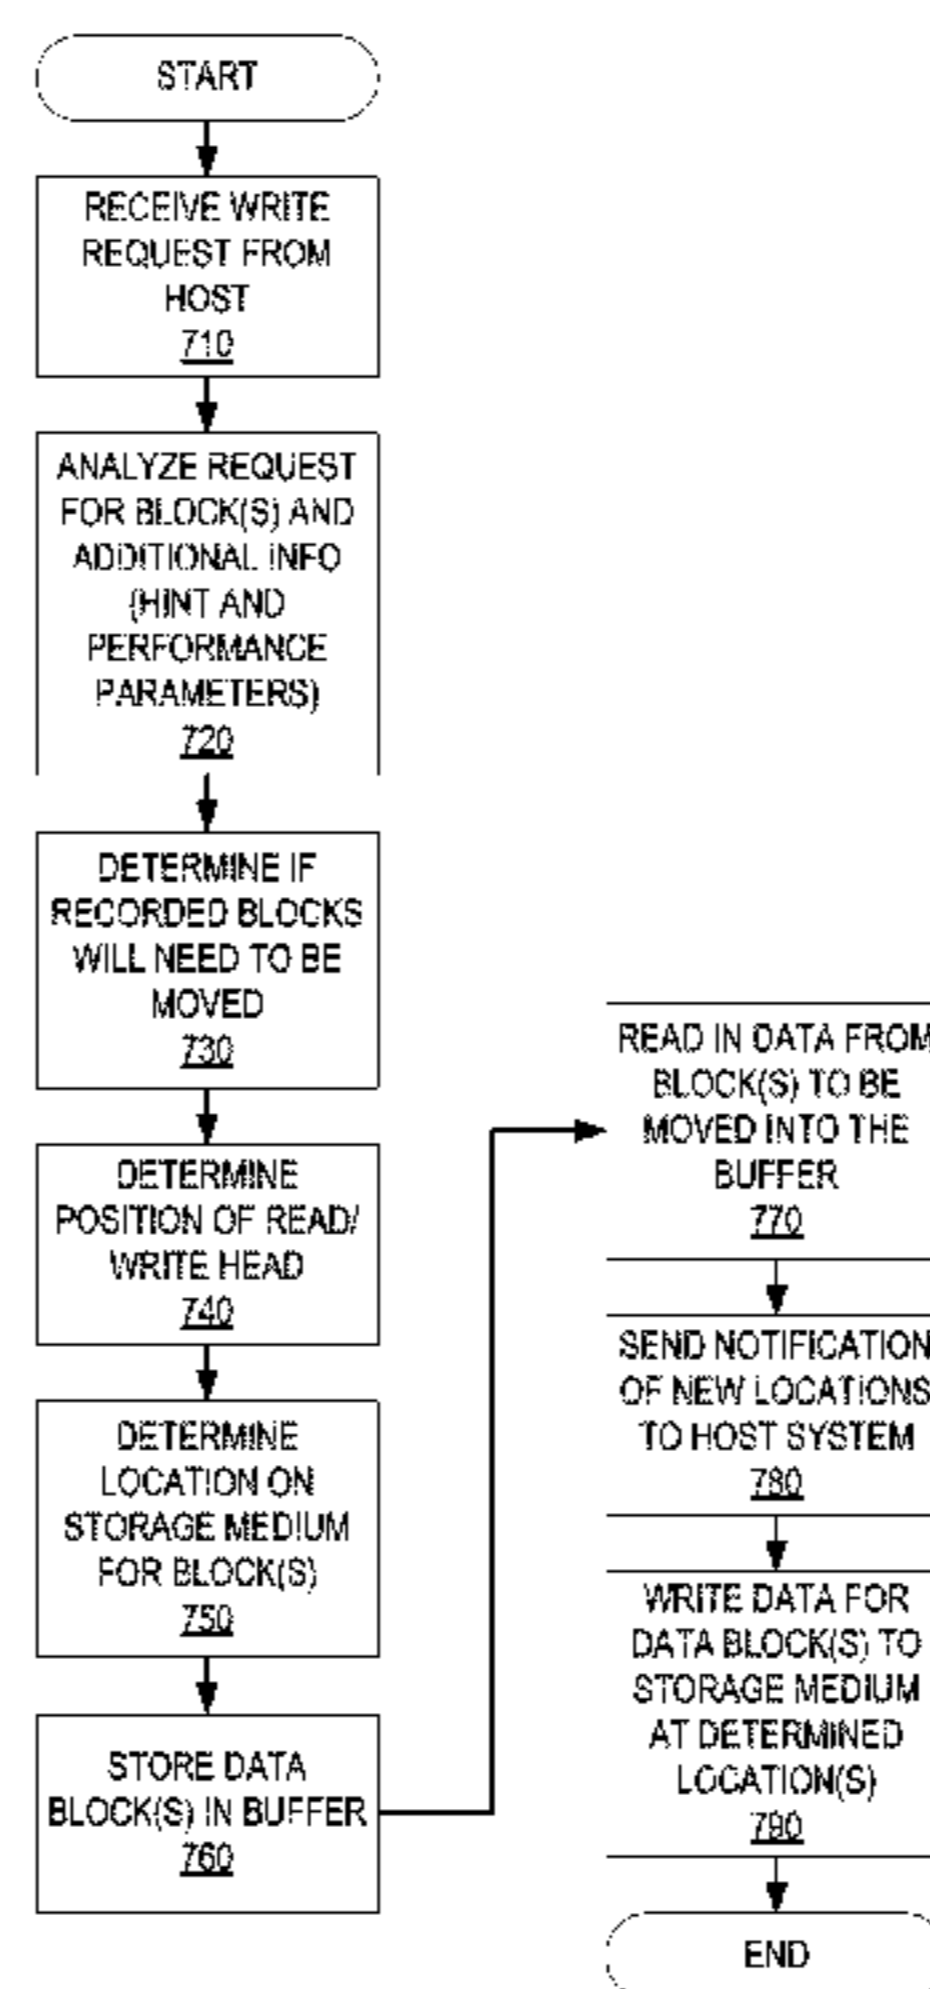 START
RECEIVE WRITE
REQUEST FROM
HOST
710
ANALYZE REQUEST
FOR BLOCK(S) AND
ADDITIONAL INFO
(HINT AND
PERFORMANCE
PARAMETERS)
720
DETERMINE IF
RECORDED BLOCKS
WILL NEED TO BE
MOVED
730
DETERMINE
POSITION OF READ/
WRITE HEAD
740
DETERMINE
LOCATION ON
STORAGE MEDIUM
FOR BLOCK(S)
750
STORE DATA
BLOCK(S) IN BUFFER
760
READ IN DATA FROM
BLOCK(S) TO BE
MOVED INTO THE
BUFFER
770
SEND NOTIFICATION
OF NEW LOCATIONS
TO HOST SYSTEM
780
WRITE DATA FOR
DATA BLOCK(S) TO
STORAGE MEDIUM
AT DETERMINED
LOCATION(S)
790
END